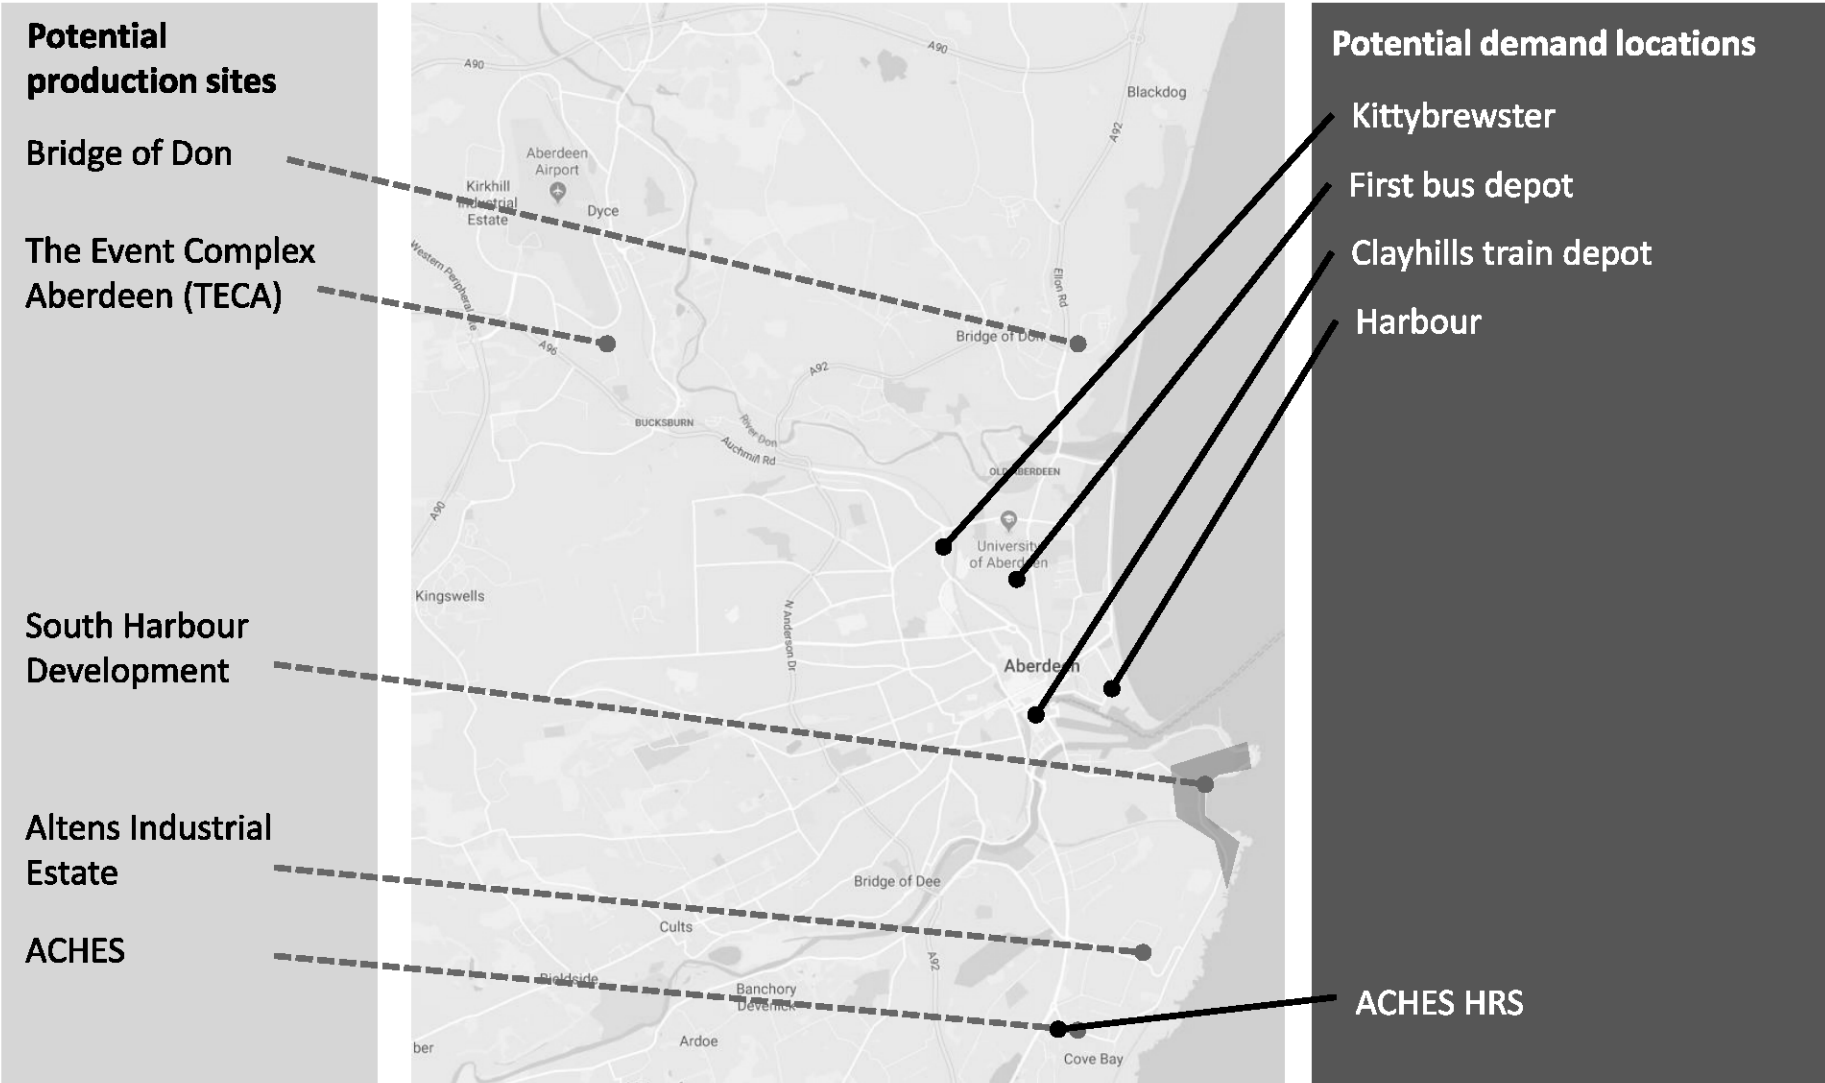 Potential
production sites
Bridge of Don
The Event Complex
Aberdeen (TECA)
South Harbour
Development
Altens Industrial
Estate
ACHES
A90
A90
Blackdog
A92
Aberdeen
Airport
Kirkhill
Industrial
Estate
Dyce
Western Peripheral Rte
Ellon Rd
Bridge of Don
A96
A92
BUCKSBURN
River Don
Auchmill Rd
OLD ABERDEEN
A90
University
of Aberdeen
Kingswells
N Anderson Dr
Aberdeen
Bridge of Dee
Cults
A92
Bieldside
Banchory
Devenick
Ardoe
ber
Cove Bay
Potential demand locations
Kittybrewster
First bus depot
Clayhills train depot
Harbour
ACHES HRS